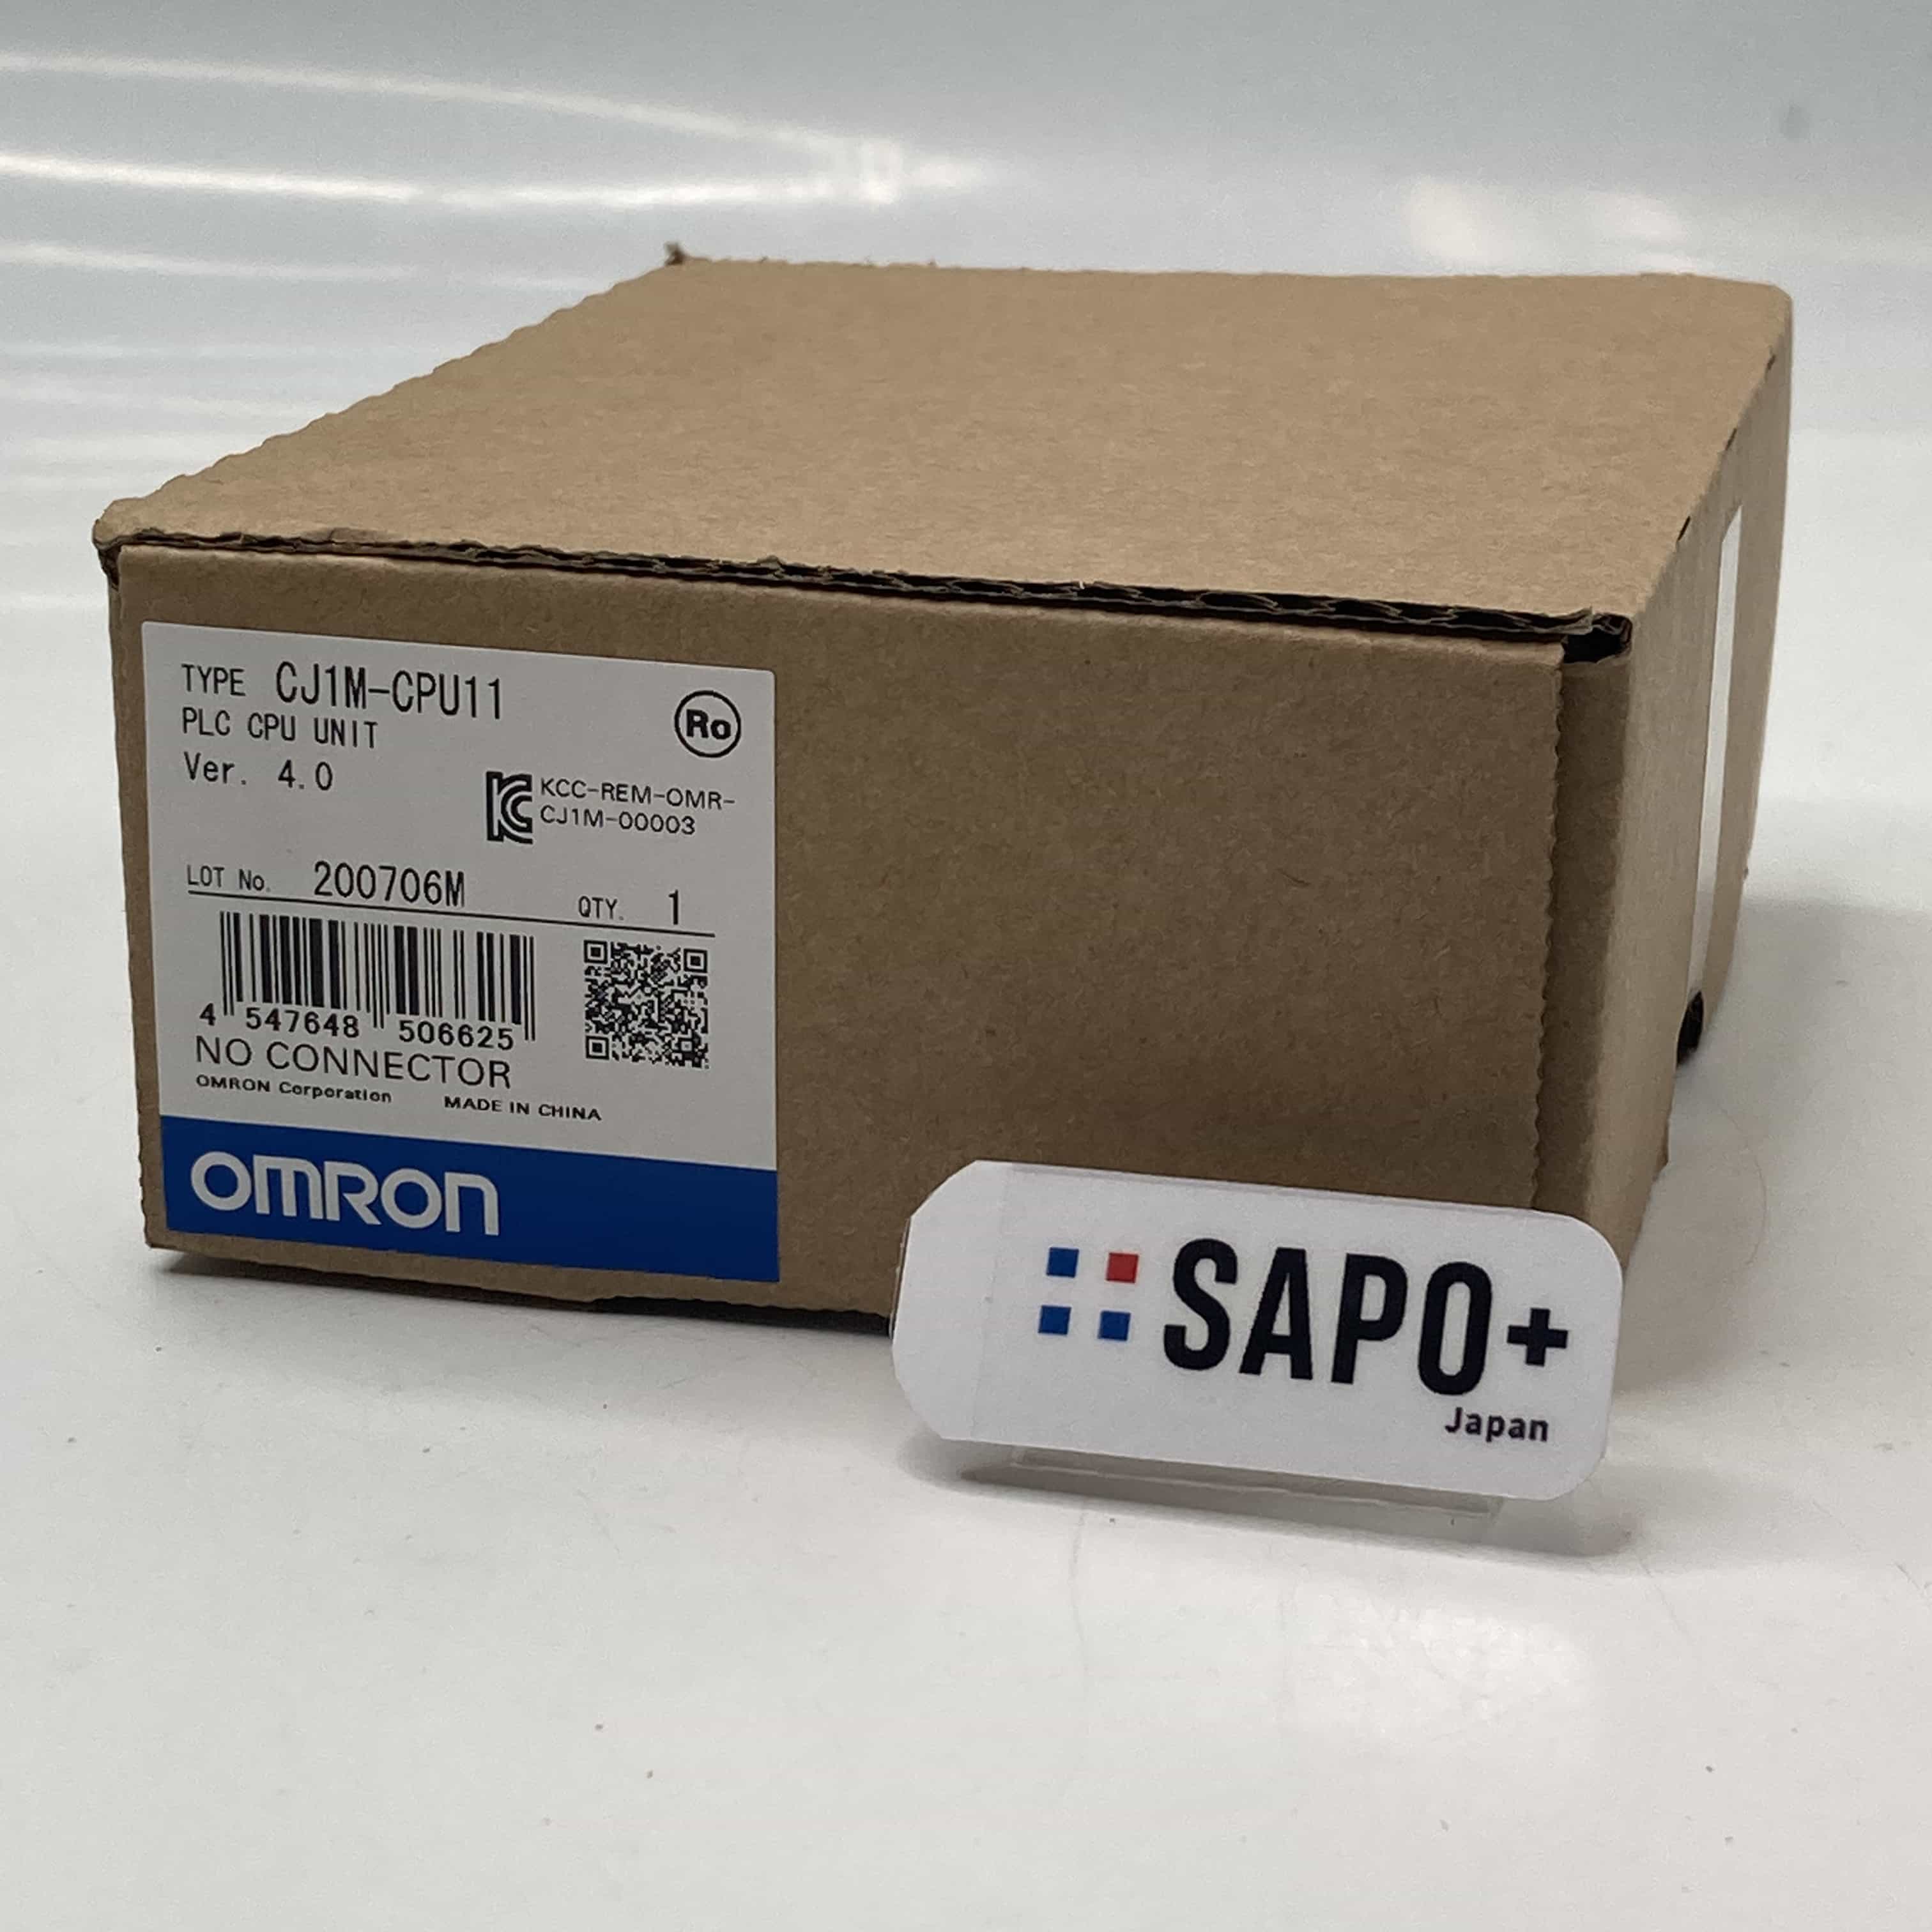 TYPE CJ1M-CPU11
PLC CPU UNIT
Ver. 4.0
Ro
KCC-REM-OMR-
CJ1M-00003
LOT No. 200706M
QTY. 1
4 547648 506625
NO CONNECTOR
OMRON Corporation MADE IN CHINA
OMRON
SAPO+
Japan